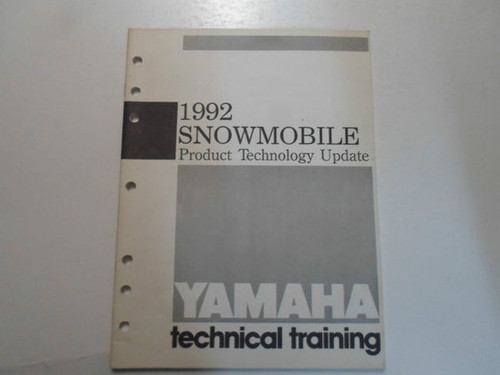 1992
SNOWMOBILE
Product Technology Update
YAMAHA
technical training